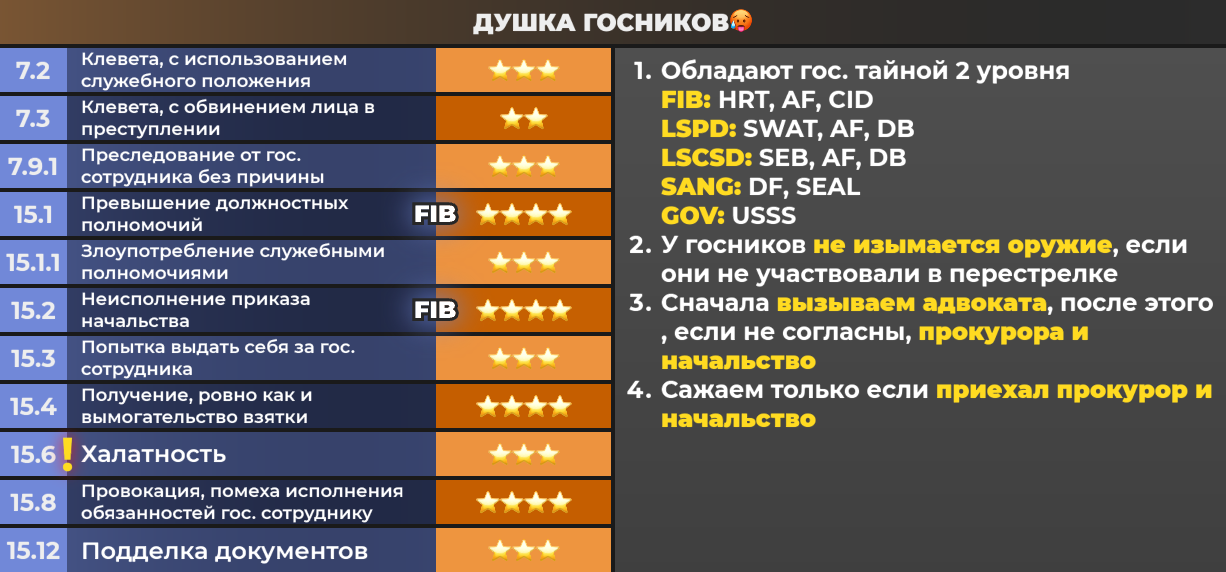 ДУШКА ГОСНИКОВ🥵
7.2
Клевета, с использованием
служебного положения
7.3
Клевета, с обвинением лица в
преступлении
7.9.1
Преследование от гос.
сотрудника без причины
15.1
Превышение должностных
полномочий
FIB
15.1.1
Злоупотребление служебными
полномочиями
15.2
Неисполнение приказа
начальства
FIB
15.3
Попытка выдать себя за гос.
сотрудника
15.4
Получение, ровно как и
вымогательство взятки
15.6
! Халатность
15.8
Провокация, помеха исполнения
обязанностей гос. сотруднику
15.12
Подделка документов
1. Обладают гос. тайной 2 уровня
FIB: HRT, AF, CID
LSPD: SWAT, AF, DB
LSCSD: SEB, AF, DB
SANG: DF, SEAL
GOV: USSS
2. У госников не изымается оружие, если
они не участвовали в перестрелке
3. Сначала вызываем адвоката, после этого
, если не согласны, прокурора и
начальство
4. Сажаем только если приехал прокурор и
начальство